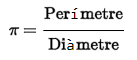 π = Perímetre / Diàmetre